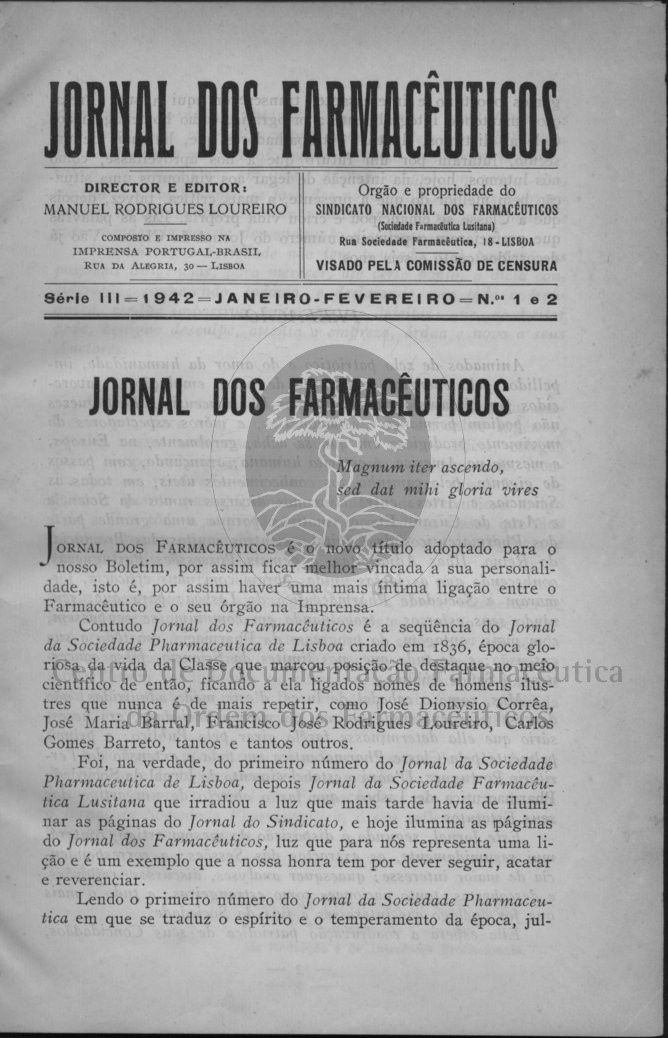 JORNAL DOS FARMACÊUTICOS
DIRECTOR E EDITOR:
MANUEL RODRIGUES LOUREIRO
COMPOSTO E IMPRESSO NA
IMPRENSA PORTUGAL-BRASIL
RUA DA ALEGRIA, 30 — LISBOA
Orgão e propriedade do
SINDICATO NACIONAL DOS FARMACÊUTICOS
(Sociedade Farmacêutica Lusitana)
Rua Sociedade Farmacêutica, 18 - LISBOA
VISADO PELA COMISSÃO DE CENSURA
Série III = 1942 = JANEIRO-FEVEREIRO = N.os 1 e 2
JORNAL DOS FARMACÊUTICOS
Magnum iter ascendo,
sed dat mihi gloria vires
JORNAL DOS FARMACÊUTICOS é o novo título adoptado para o
nosso Boletim, por assim ficar melhor vincada a sua personali-
dade, isto é, por assim haver uma mais íntima ligação entre o
Farmacêutico e o seu órgão na Imprensa.
Contudo Jornal dos Farmacêuticos é a seqüência do Jornal
da Sociedade Pharmaceutica de Lisboa criado em 1836, época glo-
riosa da vida da Classe que marcou posição de destaque no meio
científico de então, ficando a ela ligados nomes de homens ilus-
tres que nunca é de mais repetir, como José Dionysio Corrêa,
José Maria Barral, Francisco José Rodrigues Loureiro, Carlos
Gomes Barreto, tantos e tantos outros.
Foi, na verdade, do primeiro número do Jornal da Sociedade
Pharmaceutica de Lisboa, depois Jornal da Sociedade Farmacêu-
tica Lusitana que irradiou a luz que mais tarde havia de ilumi-
nar as páginas do Jornal do Sindicato, e hoje ilumina as páginas
do Jornal dos Farmacêuticos, luz que para nós representa uma li-
ção e é um exemplo que a nossa honra tem por dever seguir, acatar
e reverenciar.
Lendo o primeiro número do Jornal da Sociedade Pharmaceu-
tica em que se traduz o espírito e o temperamento da época, jul-
Centro de Documentação Farmacêutica
da Ordem dos Farmacêuticos